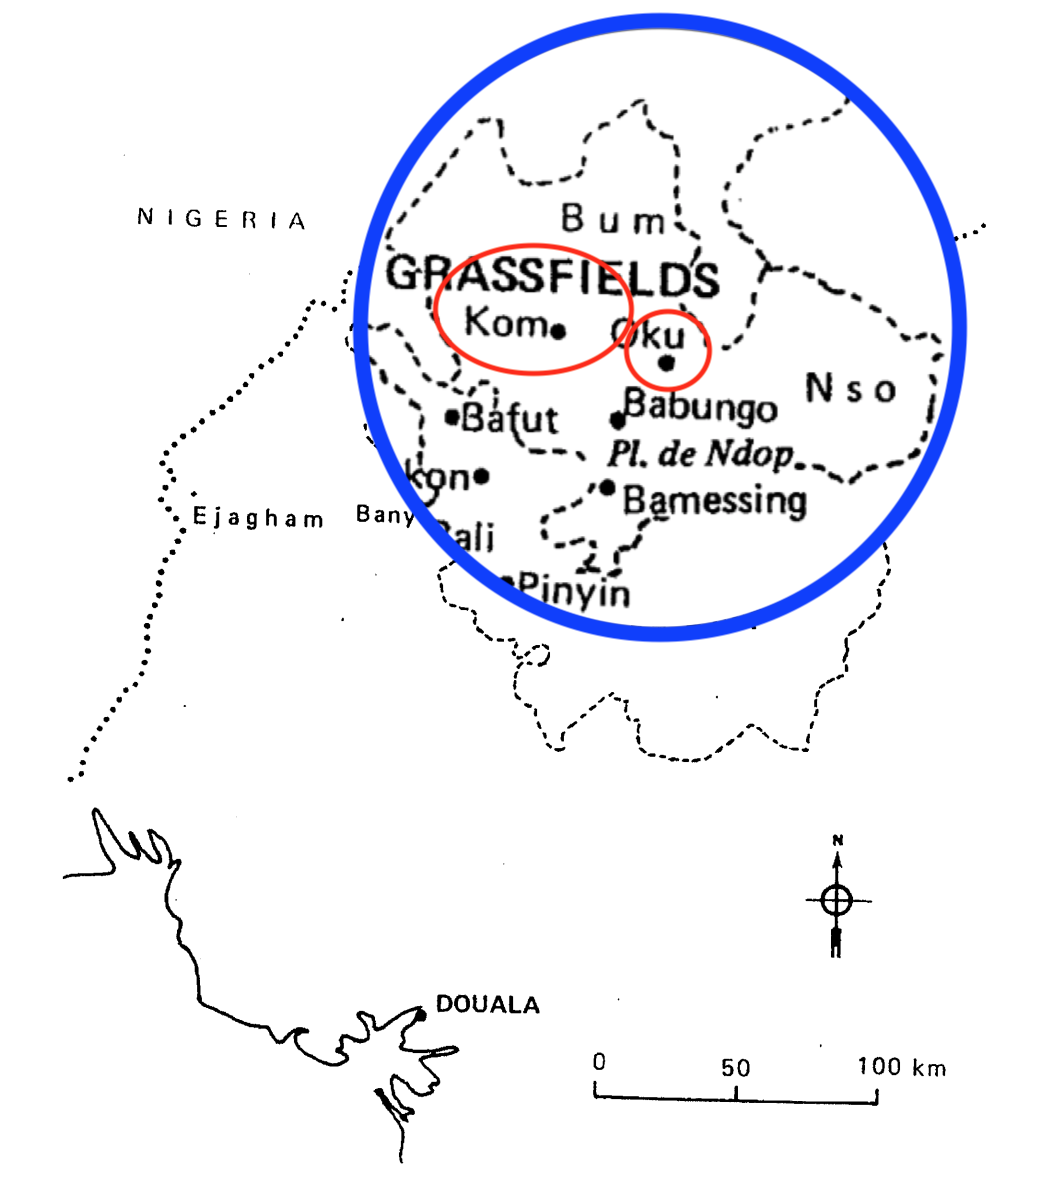 NIGERIA
Bum
GRASSFIELDS
Kom
Oku
Nso
Babungo
Bafut
Pl. de Ndop
kon
Bamessing
Ejagham
Bany
ali
Pinyin
N
DOUALA
0
50
100 km